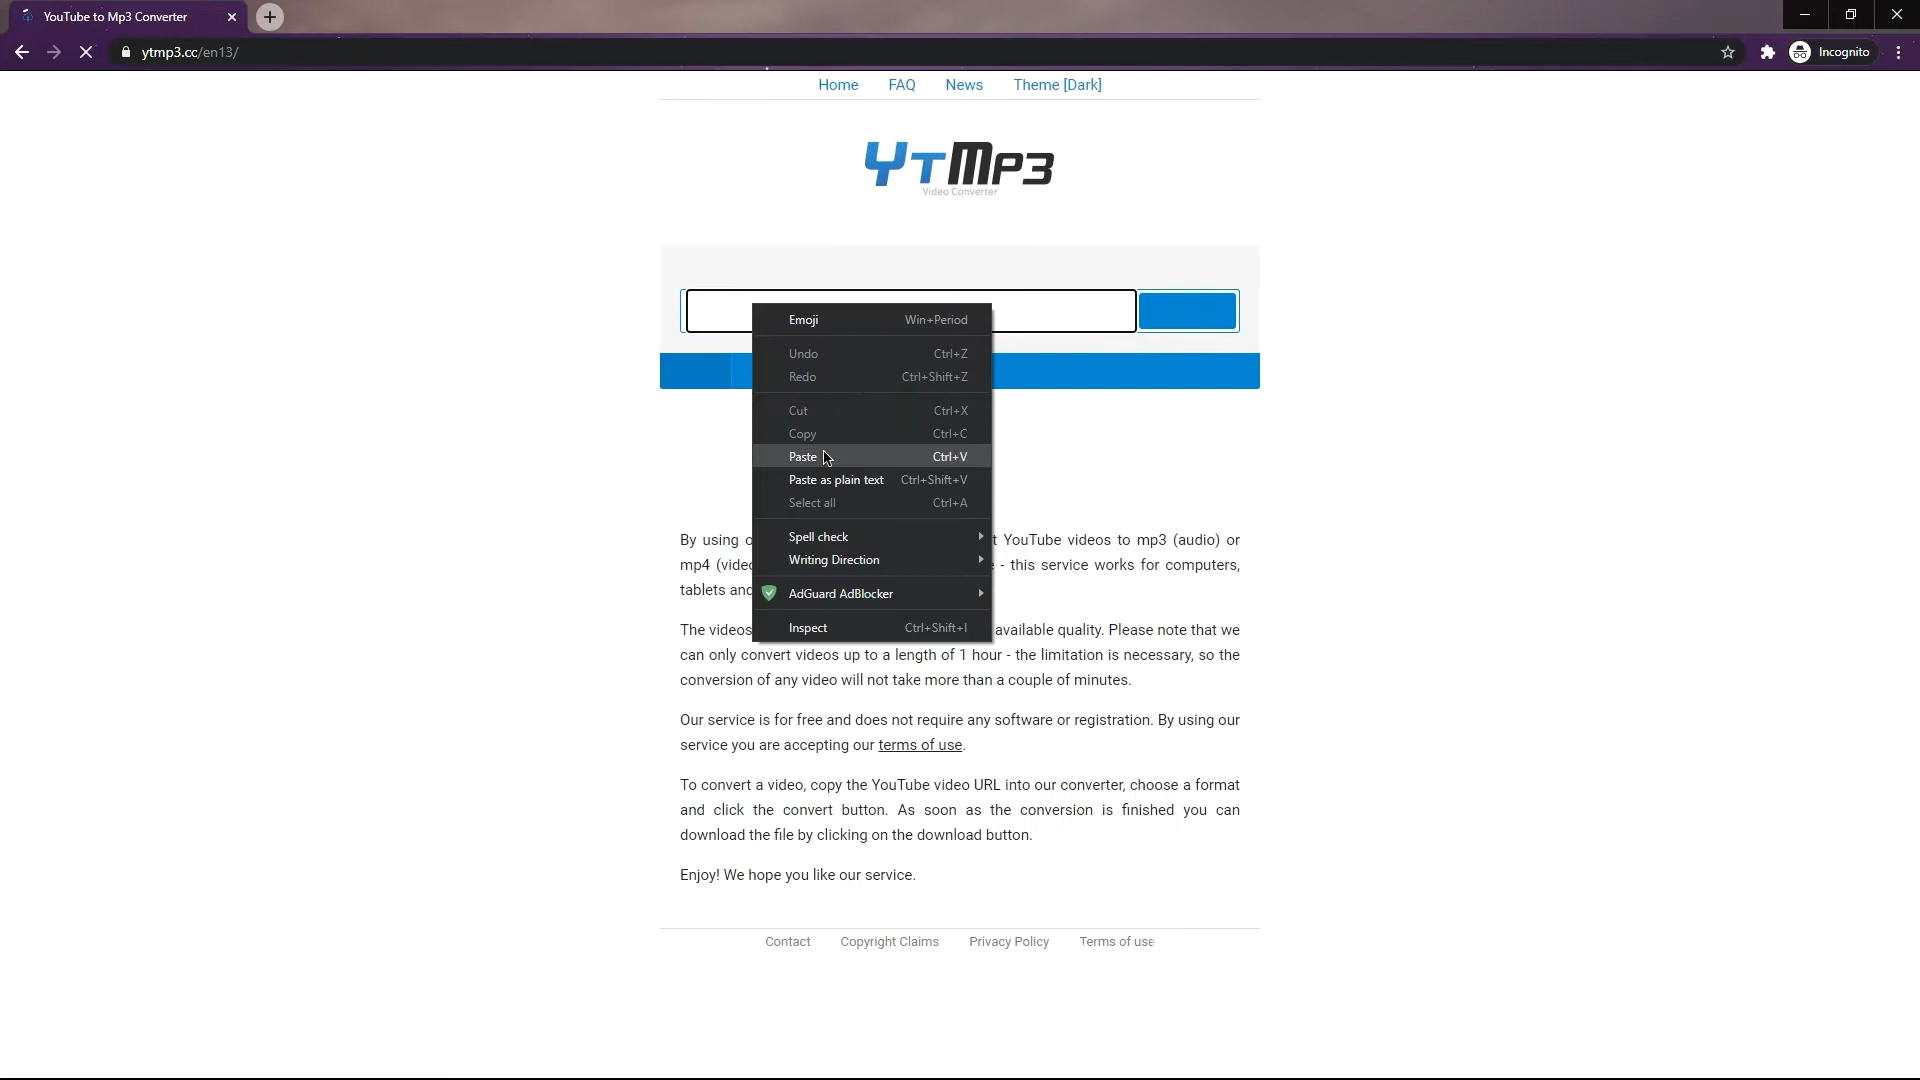 YouTube to Mp3 Converter
ytmp3.cc/en13/
Incognito
Home FAQ News Theme [Dark]
YTMP3
Video Converter
Emoji Win+Period
Undo Ctrl+Z
Redo Ctrl+Shift+Z
Cut Ctrl+X
Copy Ctrl+C
Paste Ctrl+V
Paste as plain text Ctrl+Shift+V
Select all Ctrl+A
Spell check
Writing Direction
AdGuard AdBlocker
Inspect Ctrl+Shift+I
By using YouTube videos to mp3 (audio) or
mp4 - this service works for computers,
tablets and
The videos available quality. Please note that we
can only convert videos up to a length of 1 hour - the limitation is necessary, so the
conversion of any video will not take more than a couple of minutes.
Our service is for free and does not require any software or registration. By using our
service you are accepting our terms of use.
To convert a video, copy the YouTube video URL into our converter, choose a format
and click the convert button. As soon as the conversion is finished you can
download the file by clicking on the download button.
Enjoy! We hope you like our service.
Contact Copyright Claims Privacy Policy Terms of use